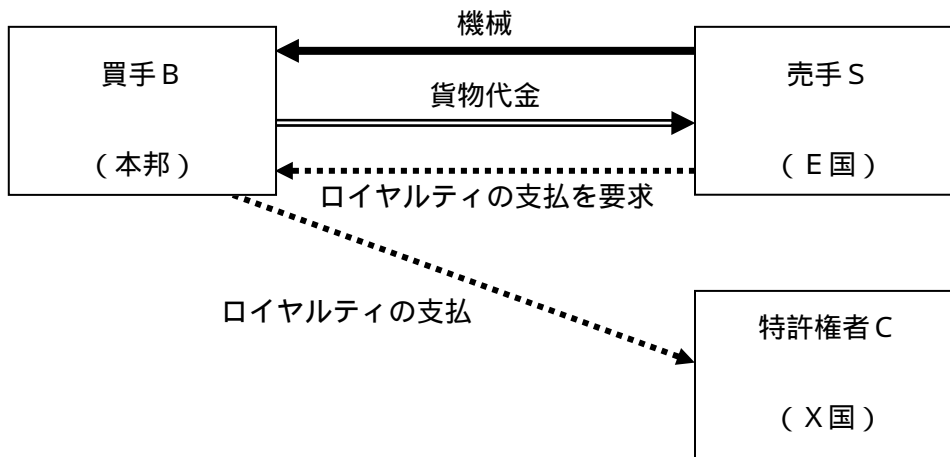 機械
買手Ｂ
（本邦）
貨物代金
売手Ｓ
（Ｅ国）
ロイヤルティの支払を要求
ロイヤルティの支払
特許権者Ｃ
（Ｘ国）